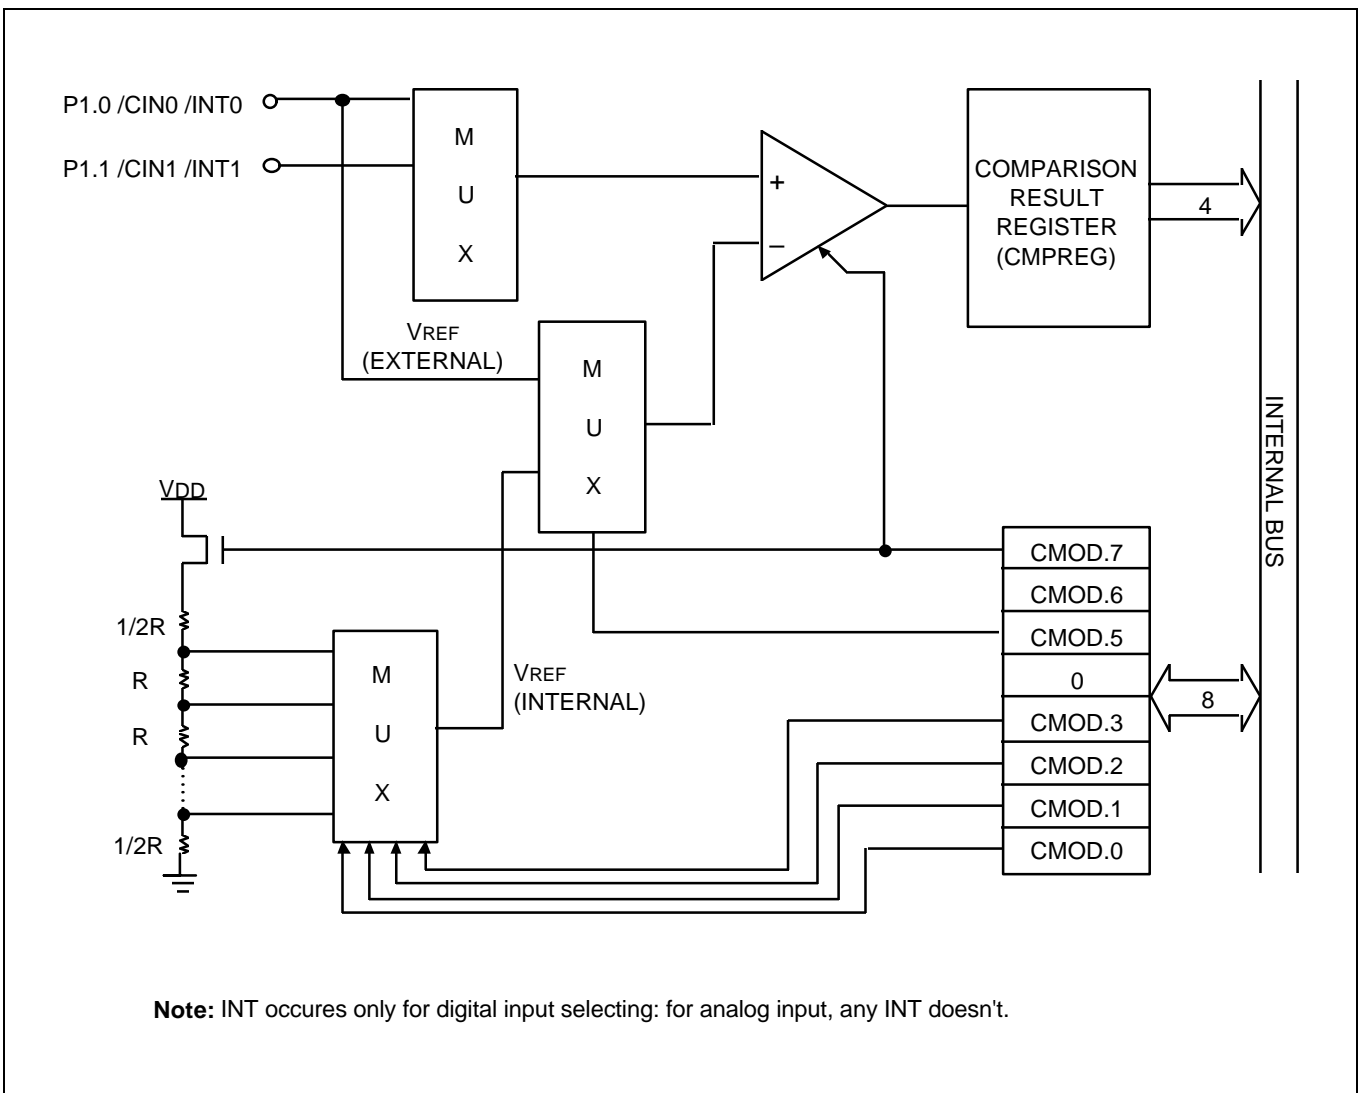 P1.0 /CIN0 /INT0
P1.1 /CIN1 /INT1
M
U
X
+
–
COMPARISON
RESULT
REGISTER
(CMPREG)
4
VREF
(EXTERNAL)
M
U
X
INTERNAL BUS
VDD
1/2R
R
R
1/2R
M
U
X
VREF
(INTERNAL)
CMOD.7
CMOD.6
CMOD.5
0
CMOD.3
CMOD.2
CMOD.1
CMOD.0
8
Note: INT occures only for digital input selecting: for analog input, any INT doesn't.